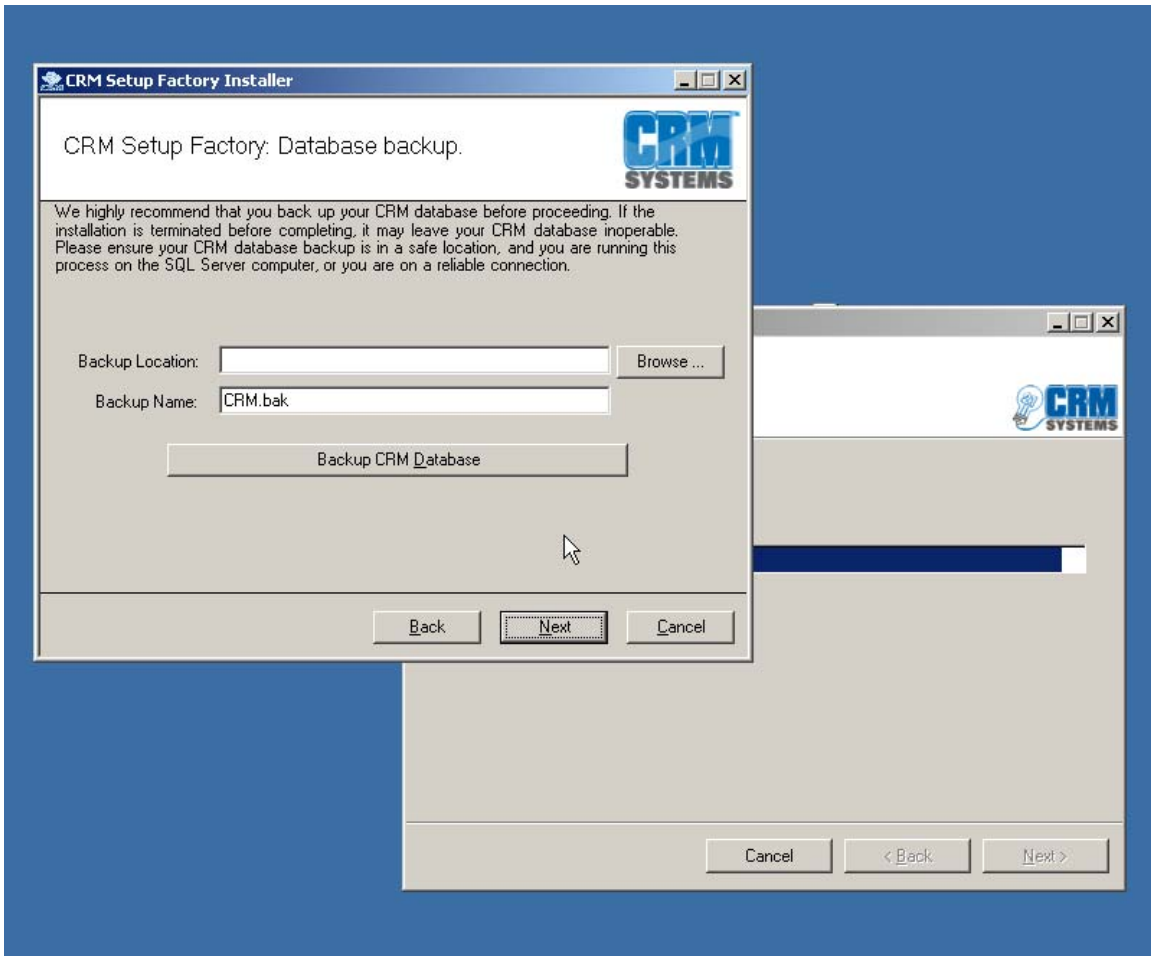 CRM Setup Factory Installer
CRM Setup Factory: Database backup.
CRM
SYSTEMS
We highly recommend that you back up your CRM database before proceeding. If the
installation is terminated before completing, it may leave your CRM database inoperable.
Please ensure your CRM database backup is in a safe location, and you are running this
process on the SQL Server computer, or you are on a reliable connection.
Backup Location:
Browse ...
Backup Name:
CRM.bak
Backup CRM Database
Back
Next
Cancel
CRM
SYSTEMS
Cancel
< Back
Next >